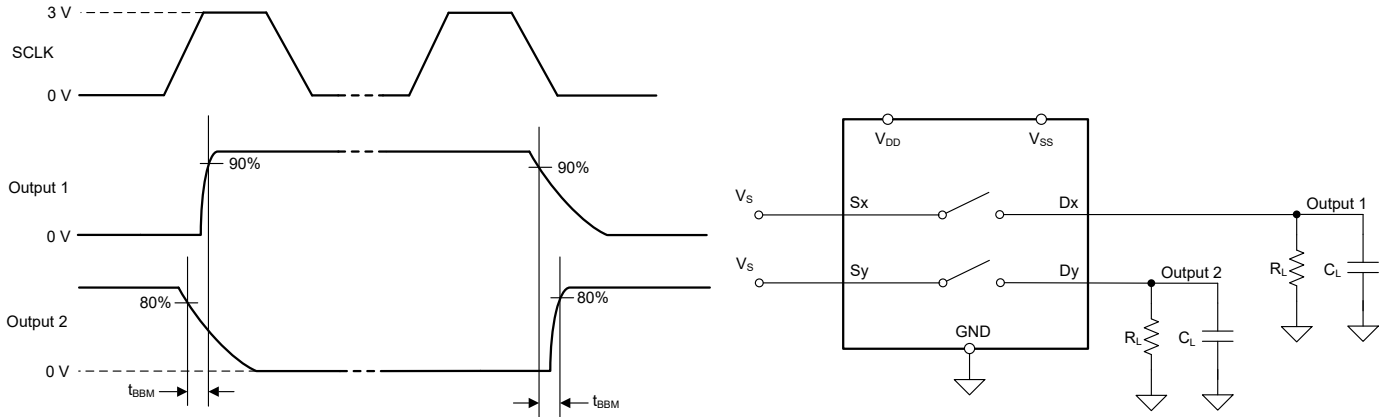 3 V
SCLK
0 V
90%
90%
Output 1
0 V
80%
80%
Output 2
0 V
tBBM
tBBM
VDD
VSS
VS
Sx
Dx
Output 1
VS
Sy
Dy
Output 2
RL
CL
GND
RL
CL